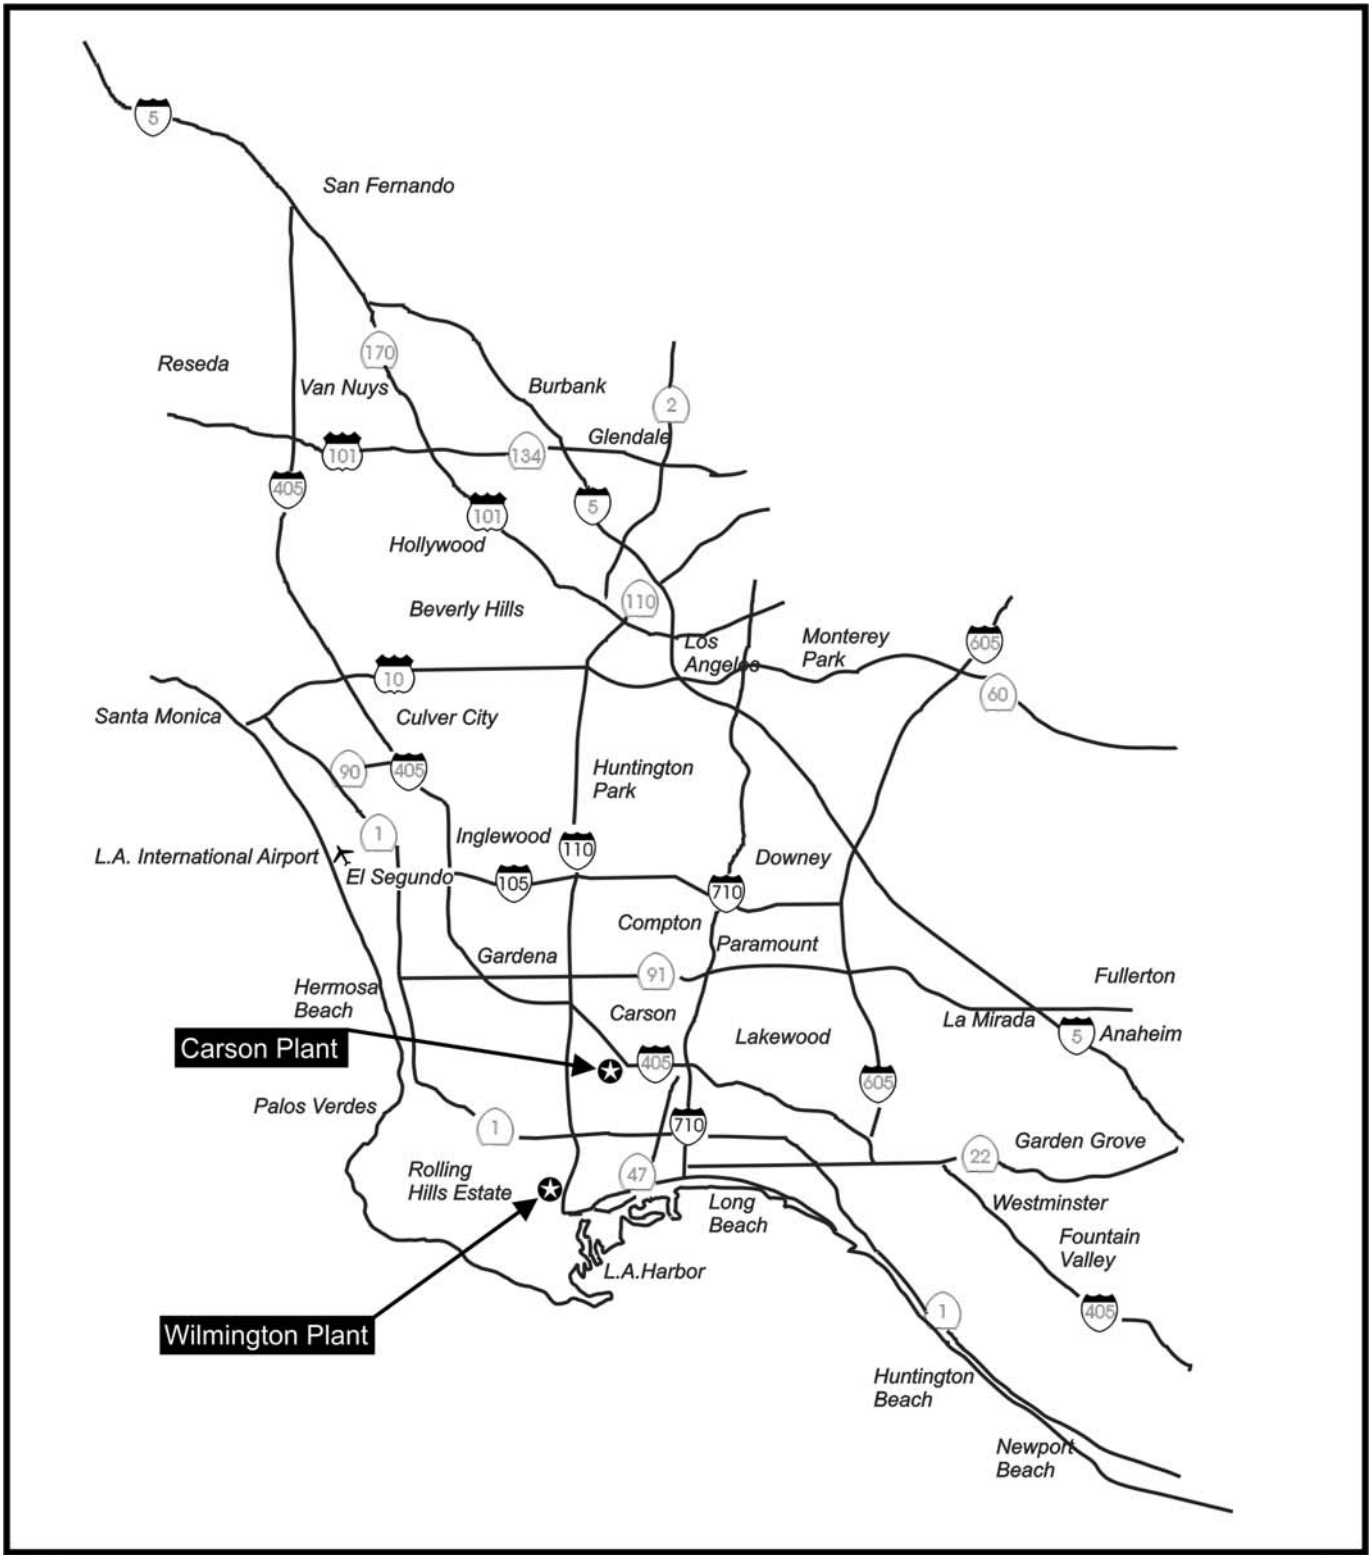 5
San Fernando
170
Reseda
Van Nuys
Burbank
2
Glendale
101
134
405
101
5
Hollywood
110
Beverly Hills
Los
Angeles
Monterey
Park
605
10
60
Santa Monica
Culver City
90
405
Huntington
Park
1
Inglewood
110
L.A. International Airport
El Segundo
105
710
Downey
Compton
Paramount
Gardena
91
Fullerton
Hermosa
Beach
Carson
La Mirada
5
Anaheim
Lakewood
Carson Plant
405
605
Palos Verdes
1
710
Garden Grove
22
Rolling
Hills Estate
47
Long
Beach
Westminster
Fountain
Valley
L.A.Harbor
1
405
Wilmington Plant
Huntington
Beach
Newport
Beach